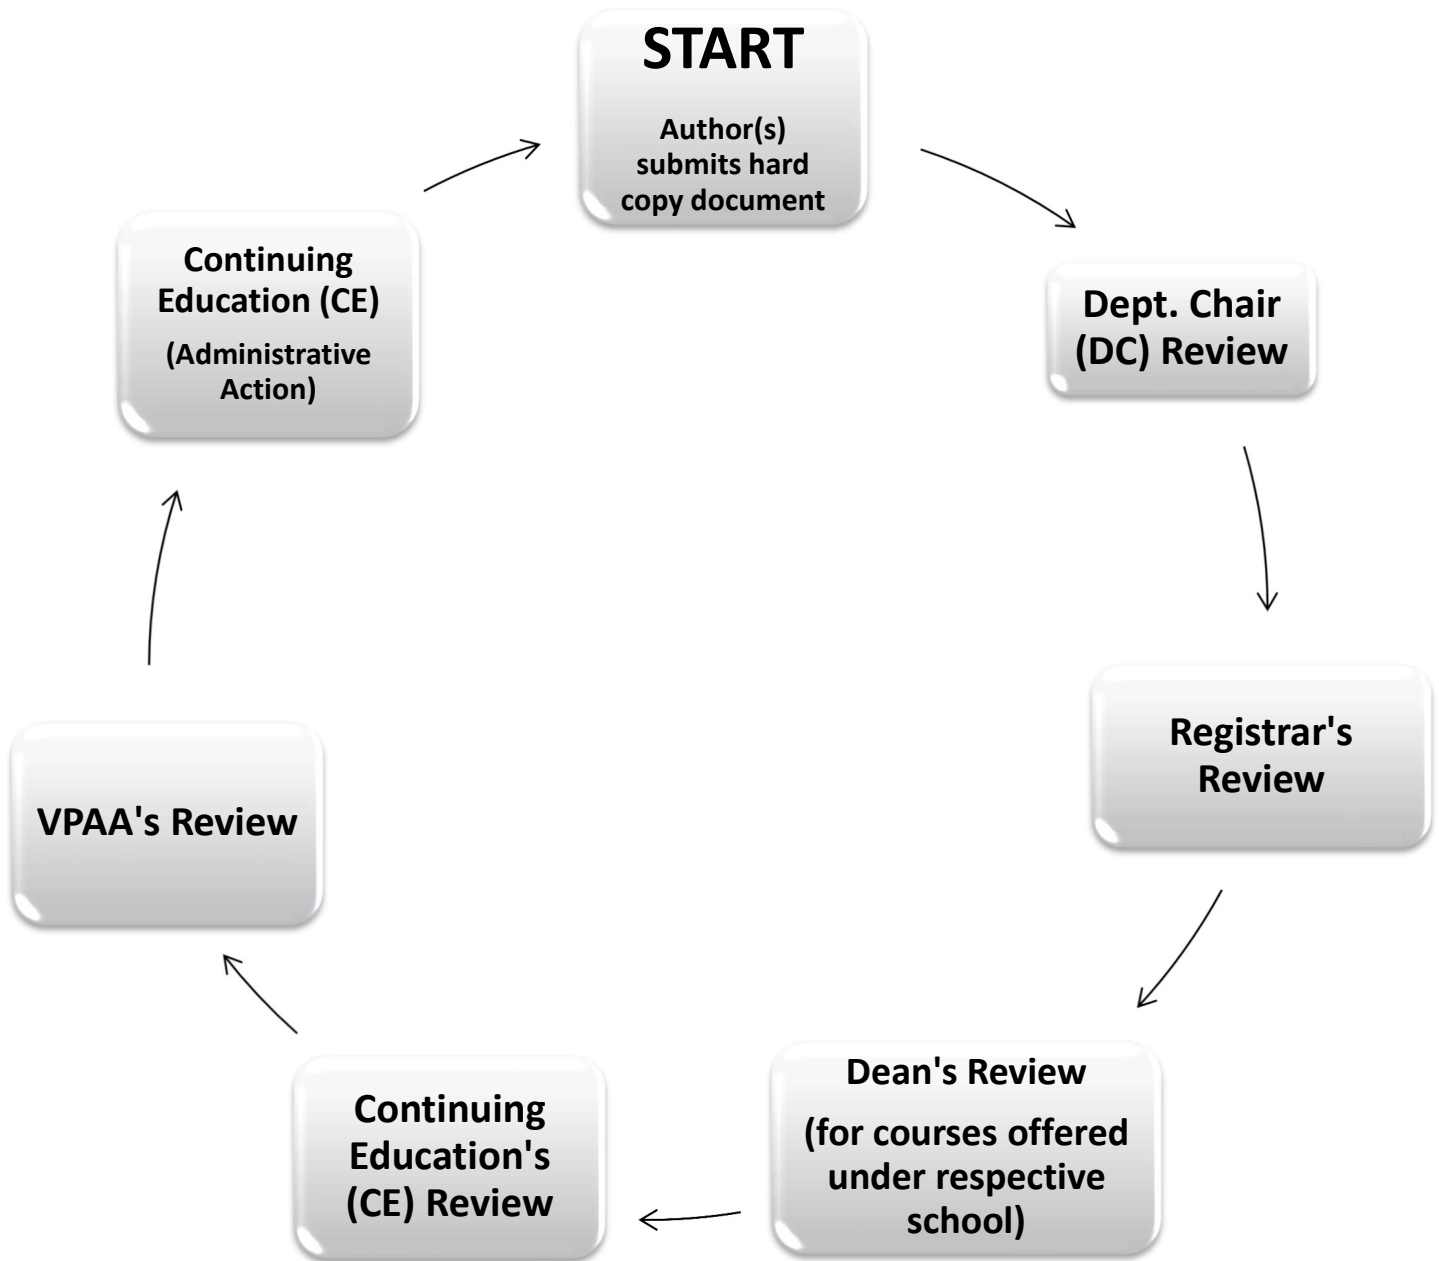 START
Author(s)
submits hard
copy document
Dept. Chair
(DC) Review
Registrar's
Review
Dean's Review
(for courses offered
under respective
school)
Continuing
Education's
(CE) Review
VPAA's Review
Continuing
Education (CE)
(Administrative
Action)